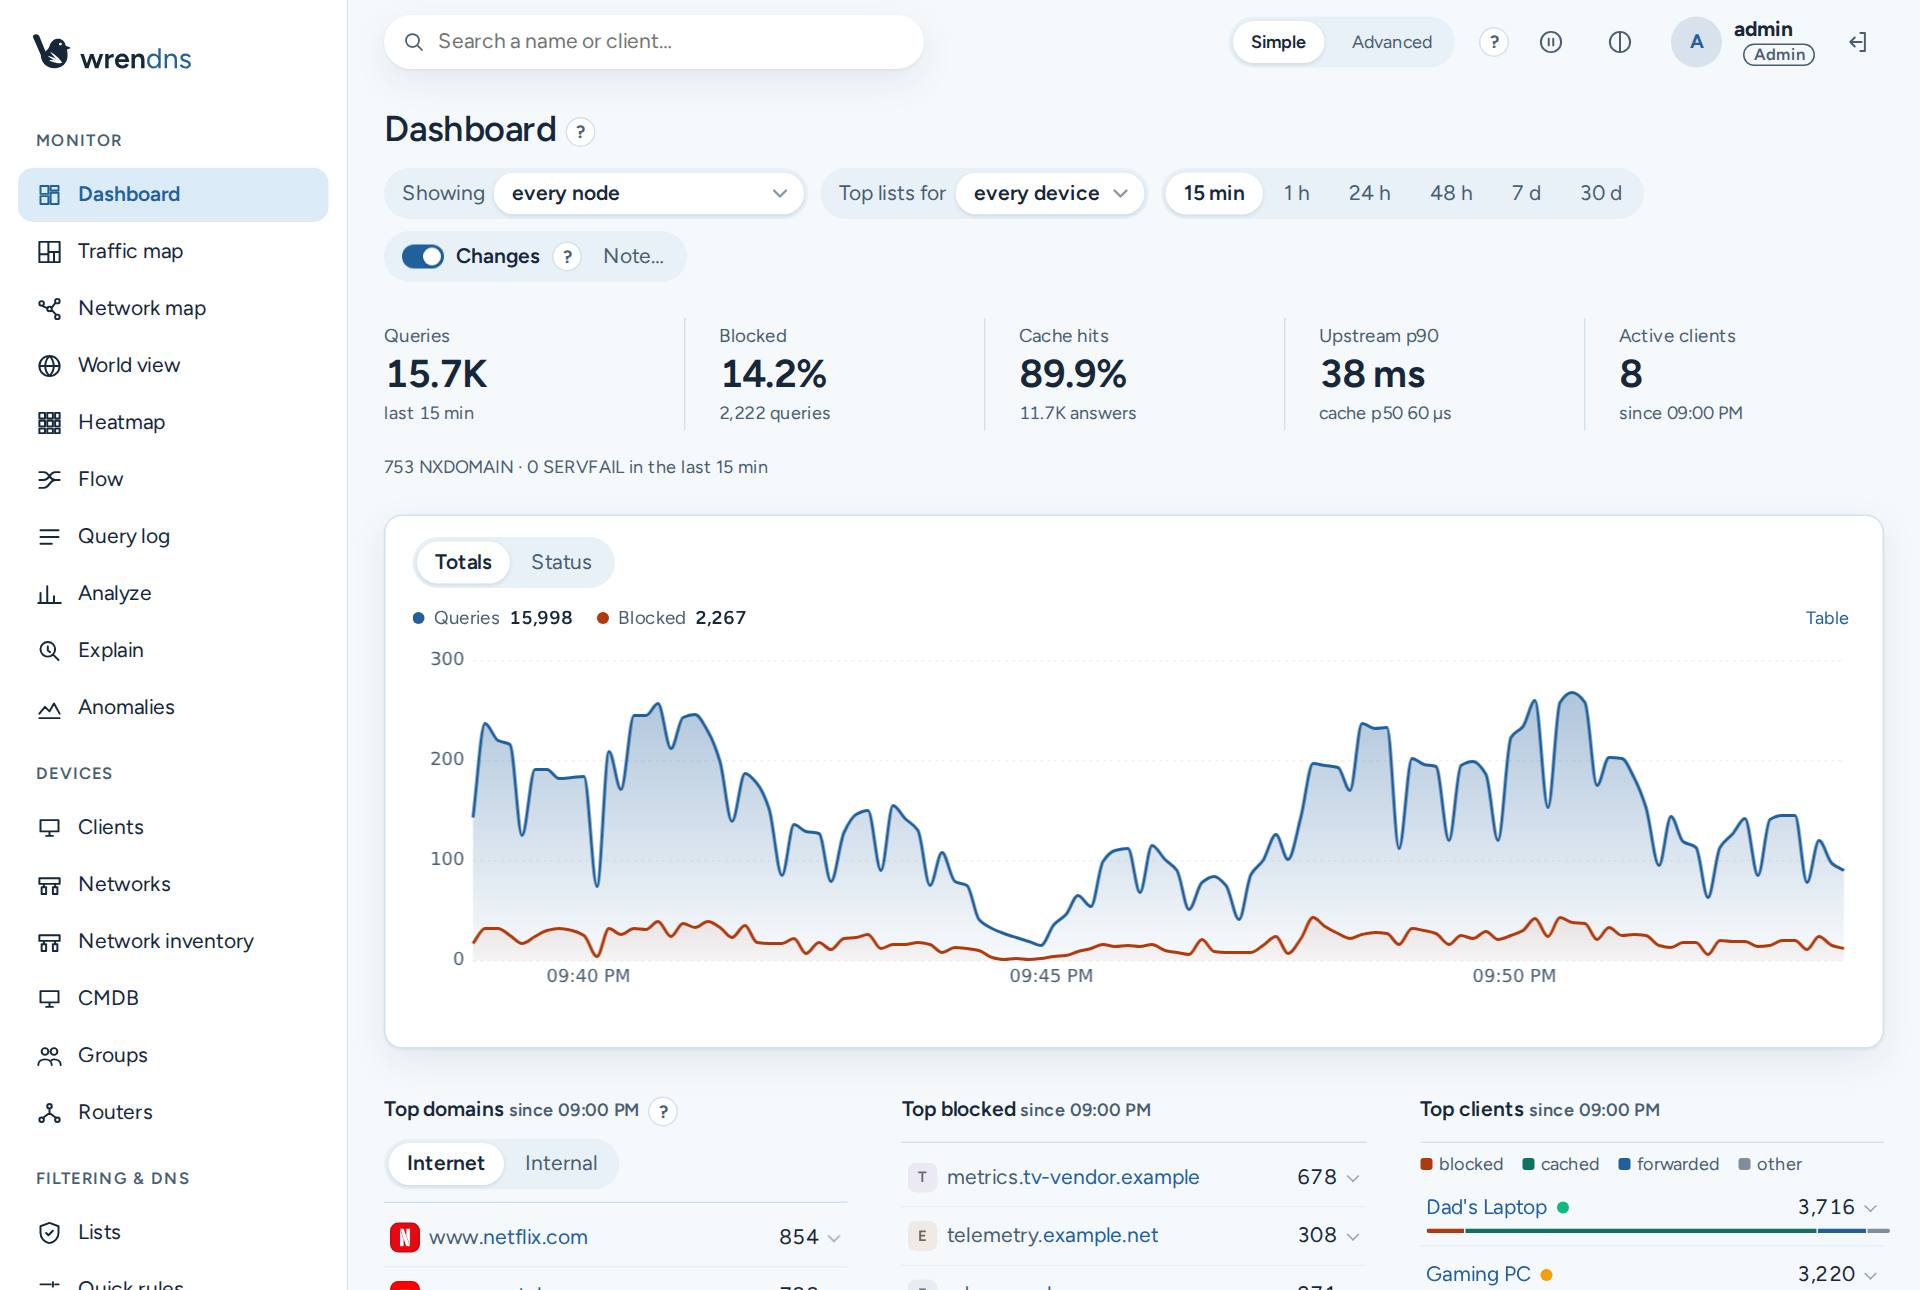 wrendns
Search a name or client...
Simple
Advanced
?
A
admin
Admin
MONITOR
Dashboard
Traffic map
Network map
World view
Heatmap
Flow
Query log
Analyze
Explain
Anomalies
DEVICES
Clients
Networks
Network inventory
CMDB
Groups
Routers
FILTERING & DNS
Lists
Quick rules
Dashboard ?
Showing every node
Top lists for every device
15 min 1 h 24 h 48 h 7 d 30 d
Changes ? Note...
Queries
15.7K
last 15 min
Blocked
14.2%
2,222 queries
Cache hits
89.9%
11.7K answers
Upstream p90
38 ms
cache p50 60 µs
Active clients
8
since 09:00 PM
753 NXDOMAIN · 0 SERVFAIL in the last 15 min
Totals Status
Queries 15,998 Blocked 2,267
Table
300
200
100
0
09:40 PM 09:45 PM 09:50 PM
Top domains since 09:00 PM ?
Internet Internal
www.netflix.com 854
Top blocked since 09:00 PM
T metrics.tv-vendor.example 678
E telemetry.example.net 308
Top clients since 09:00 PM
blocked cached forwarded other
Dad's Laptop 3,716
Gaming PC 3,220